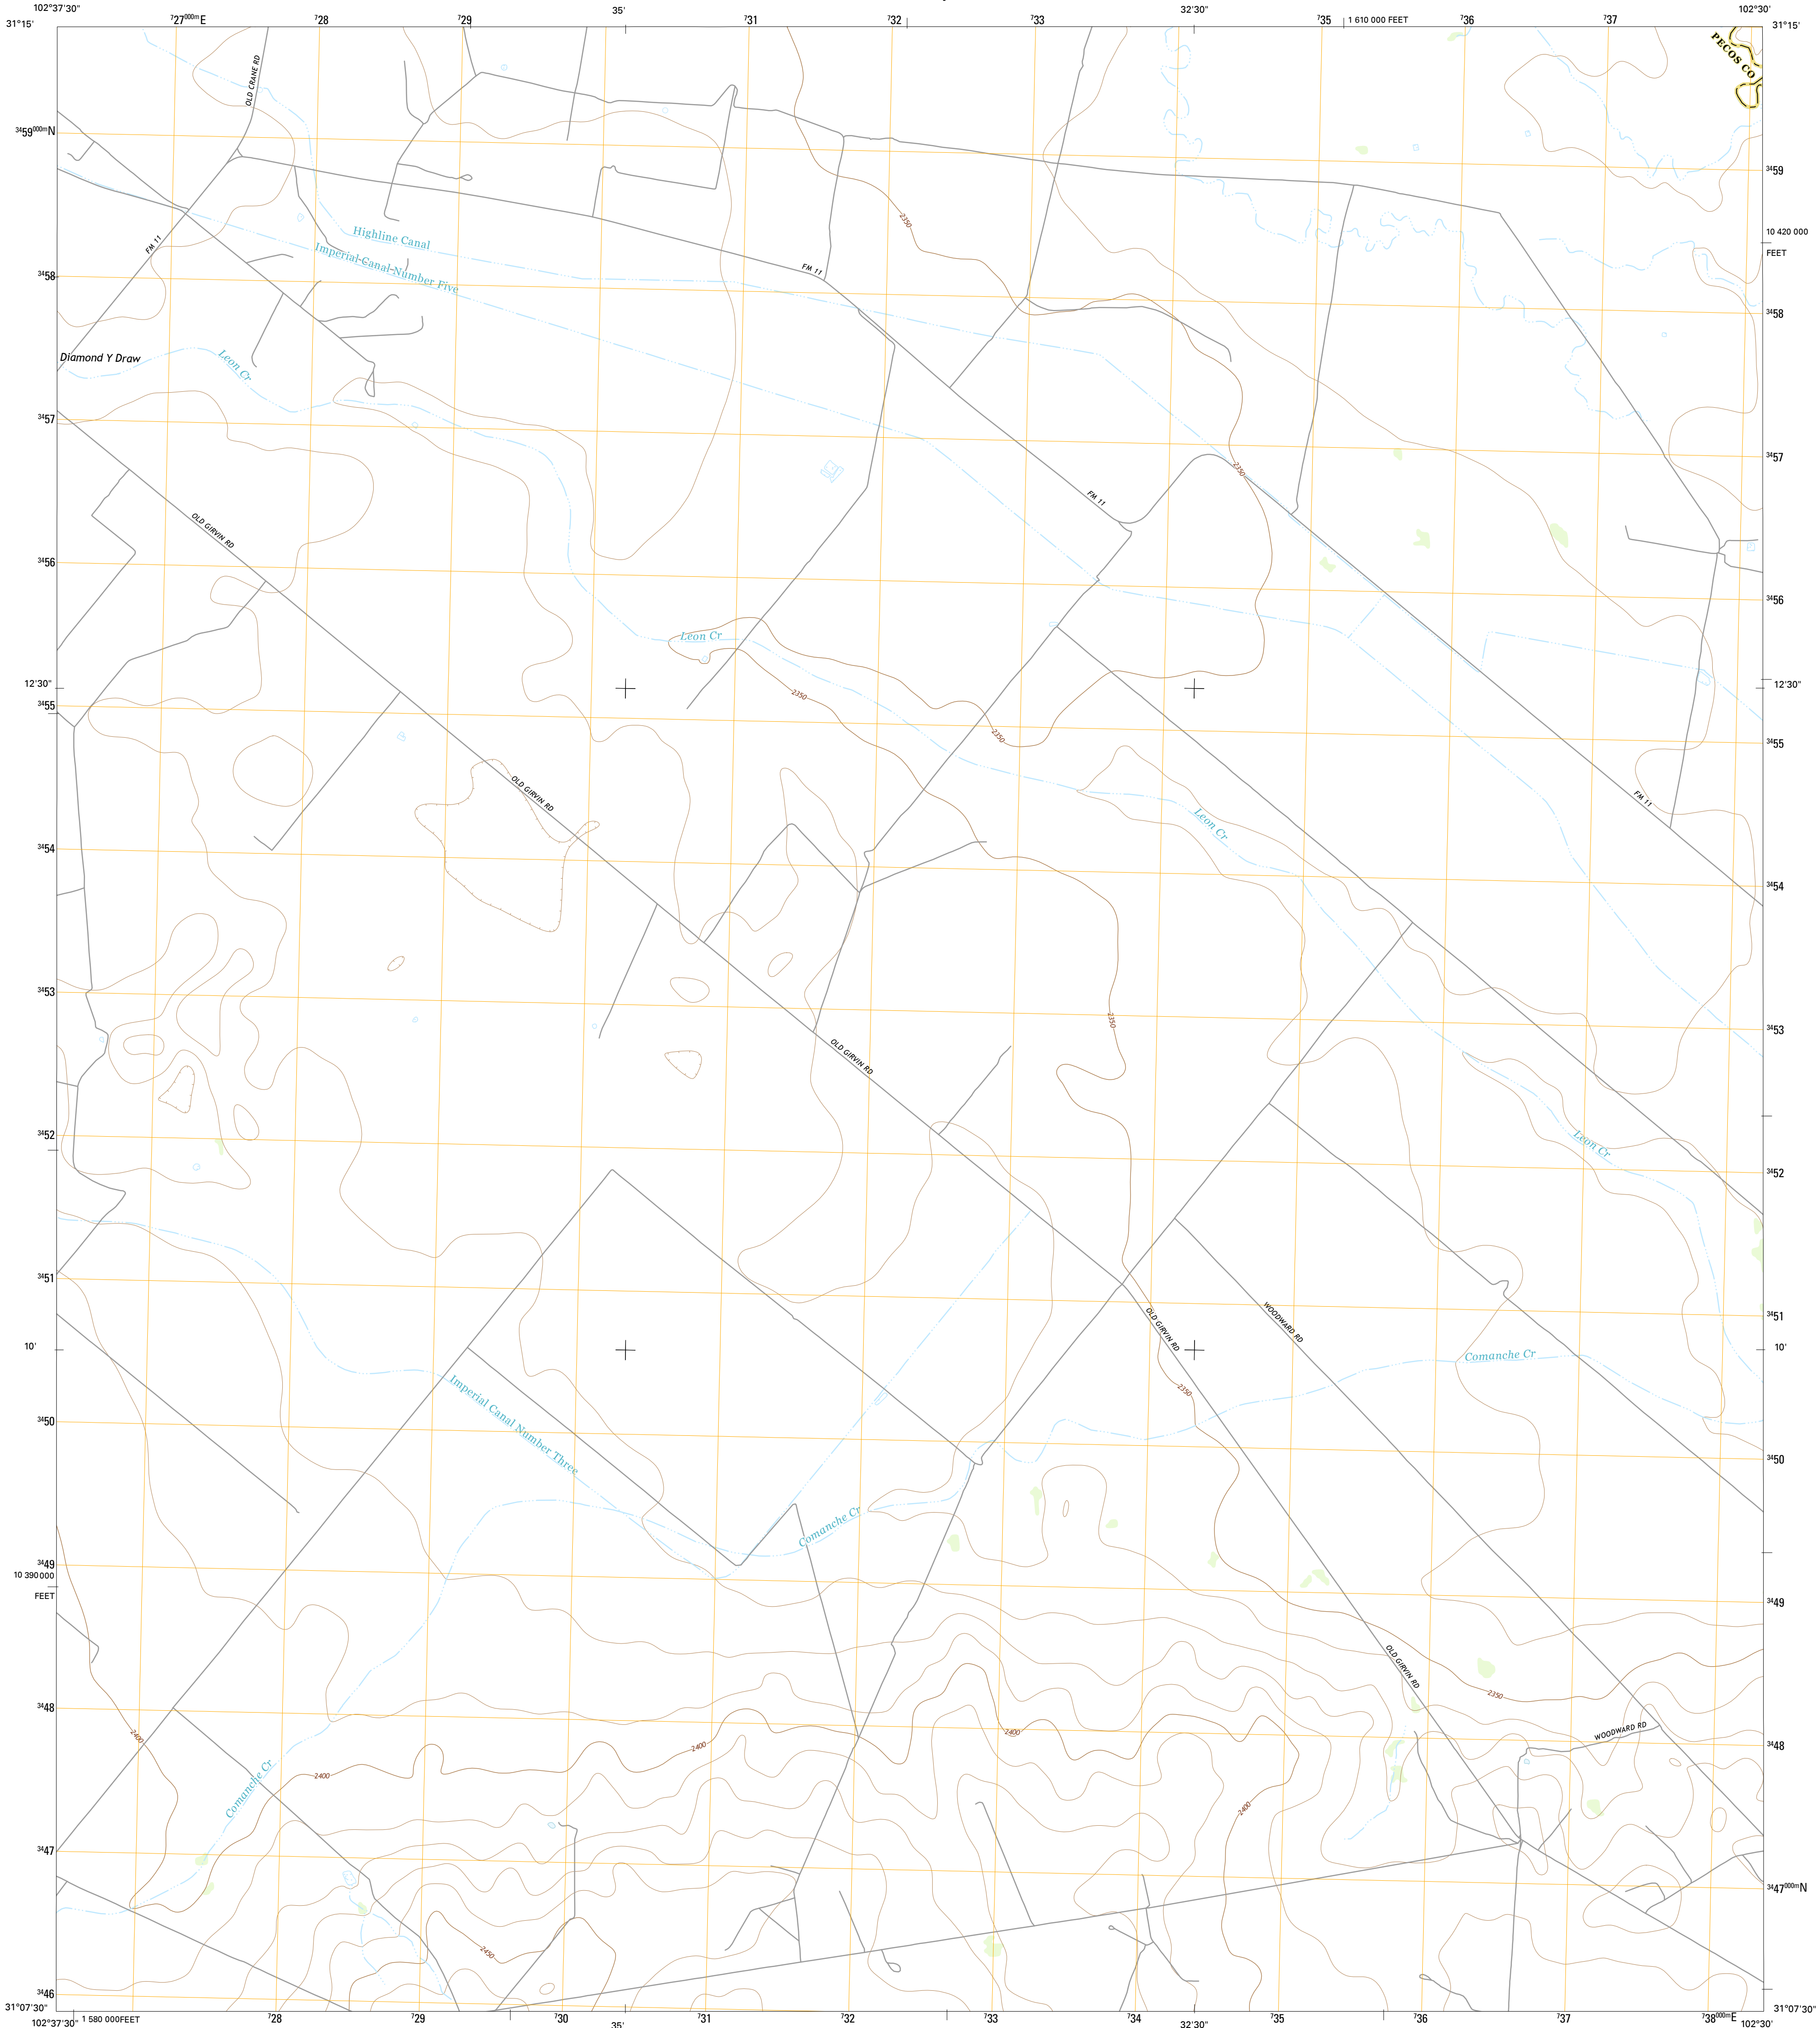 102°37'30"
⁷27⁰⁰⁰ᵐE
⁷28
⁷29
35'
⁷31
⁷32
⁷33
32'30"
⁷35
1 610 000 FEET
⁷36
⁷37
102°30'
31°15'
31°15'
PECOS CO
OLD CRANE RD
³⁴59⁰⁰⁰ᵐN
³⁴59
2350
10 420 000
FEET
Highline Canal
FM 11
Imperial Canal Number Five
FM 11
³⁴58
³⁴58
Diamond Y Draw
Leon Cr
³⁴57
³⁴57
2350
FM 11
OLD GIRVIN RD
³⁴56
³⁴56
Leon Cr
12'30"
12'30"
2350
³⁴55
2350
³⁴55
OLD GIRVIN RD
FM 11
Leon Cr
³⁴54
³⁴54
³⁴53
2350
³⁴53
OLD GIRVIN RD
³⁴52
Leon Cr
³⁴52
³⁴51
³⁴51
OLD GIRVIN RD
WOODWARD RD
10'
10'
Comanche Cr
2350
Imperial Canal Number Three
³⁴50
³⁴50
Comanche Cr
³⁴49
10 390 000
FEET
³⁴49
OLD GIRVIN RD
2350
³⁴48
2400
2400
2400
WOODWARD RD
³⁴48
2400
Comanche Cr
2400
³⁴47
³⁴47⁰⁰⁰ᵐN
2450
³⁴46
31°07'30"
31°07'30"
102°37'30"
1 580 000FEET
⁷28
⁷29
⁷30
35'
⁷31
⁷32
⁷33
⁷34
32'30"
⁷35
⁷36
⁷37
⁷38⁰⁰⁰ᵐE
102°30'